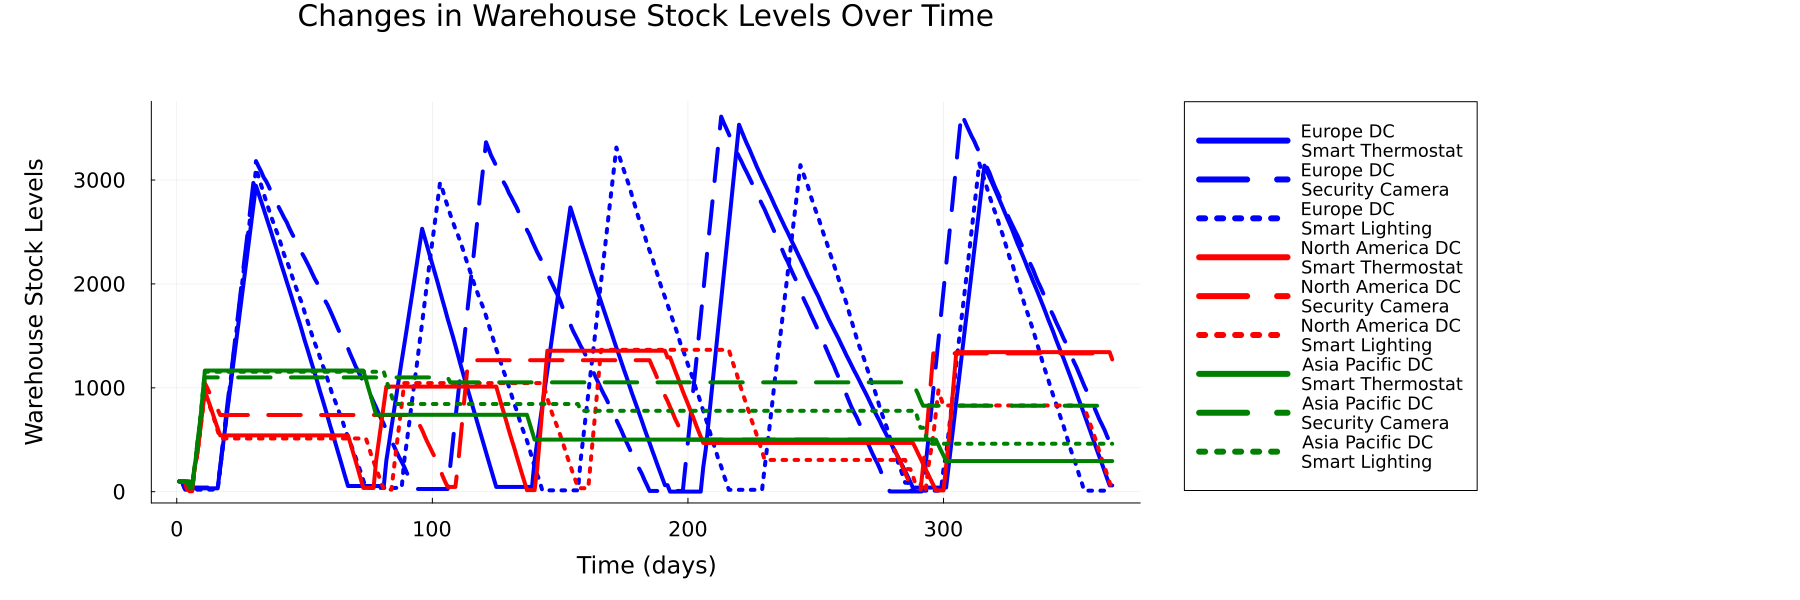 Changes in Warehouse Stock Levels Over Time
Warehouse Stock Levels
3000
2000
1000
0
0
100
200
300
Time (days)
Europe DC
Smart Thermostat
Europe DC
Security Camera
Europe DC
Smart Lighting
North America DC
Smart Thermostat
North America DC
Security Camera
North America DC
Smart Lighting
Asia Pacific DC
Smart Thermostat
Asia Pacific DC
Security Camera
Asia Pacific DC
Smart Lighting